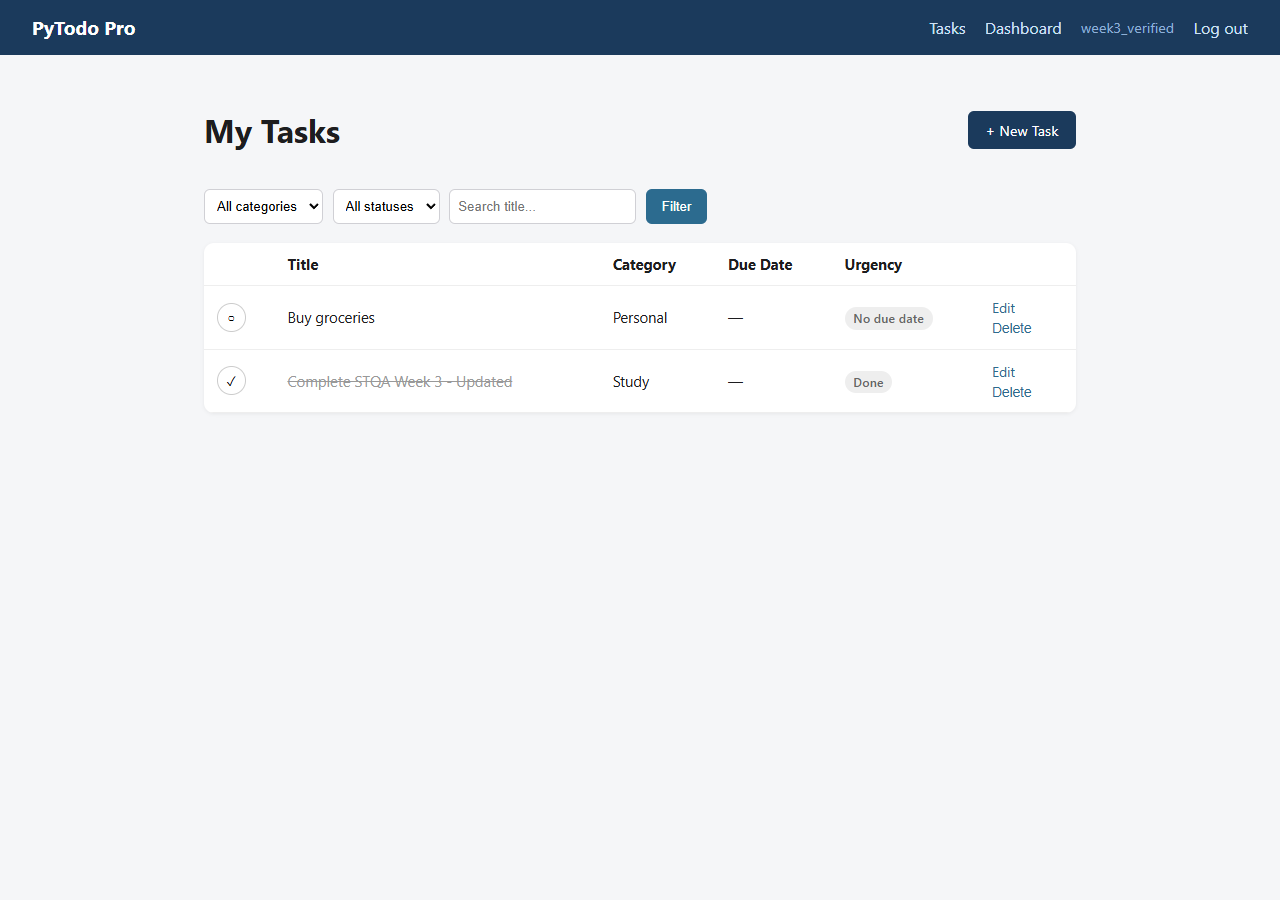 PyTodo Pro
Tasks Dashboard week3_verified Log out
My Tasks
+ New Task
All categories All statuses Search title... Filter
Title Category Due Date Urgency
○ Buy groceries Personal — No due date Edit Delete
✓ Complete STQA Week 3 - Updated Study — Done Edit Delete